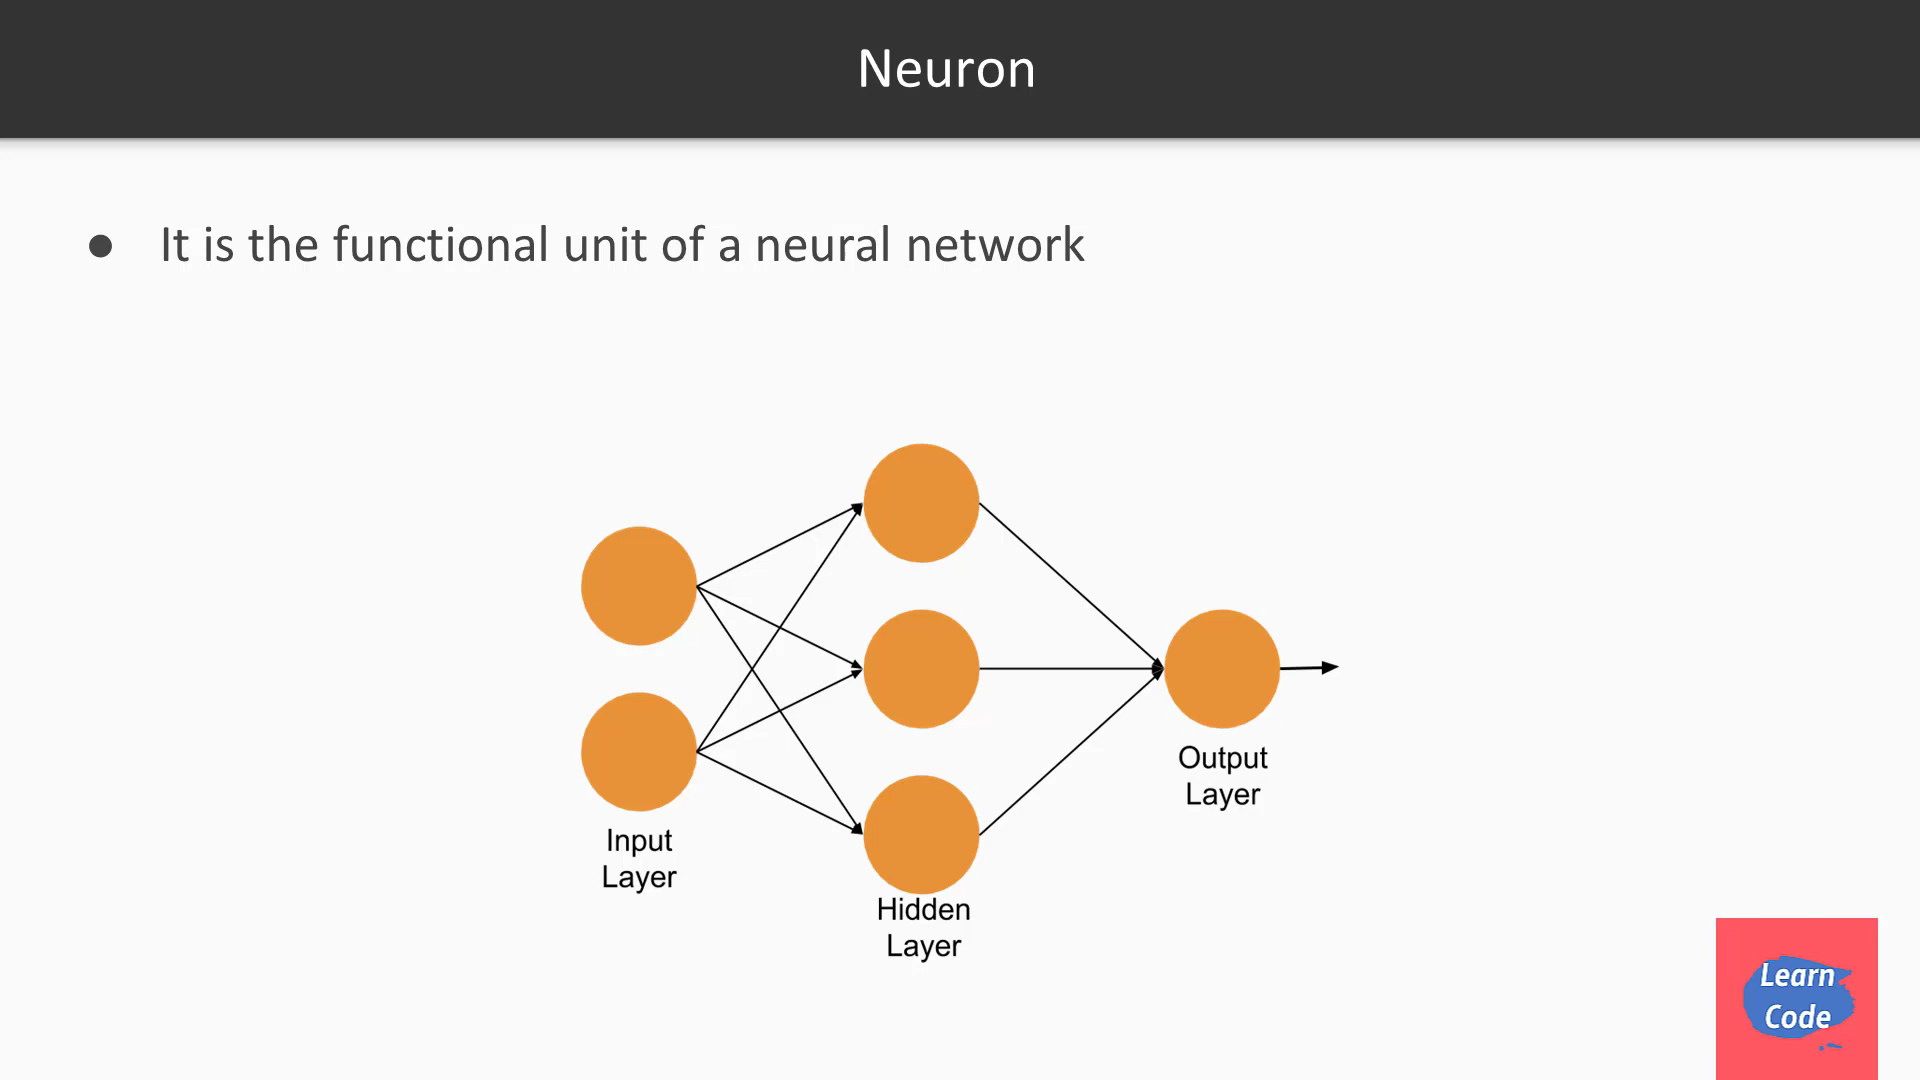 Neuron
● It is the functional unit of a neural network
Input
Layer
Hidden
Layer
Output
Layer
Learn
Code